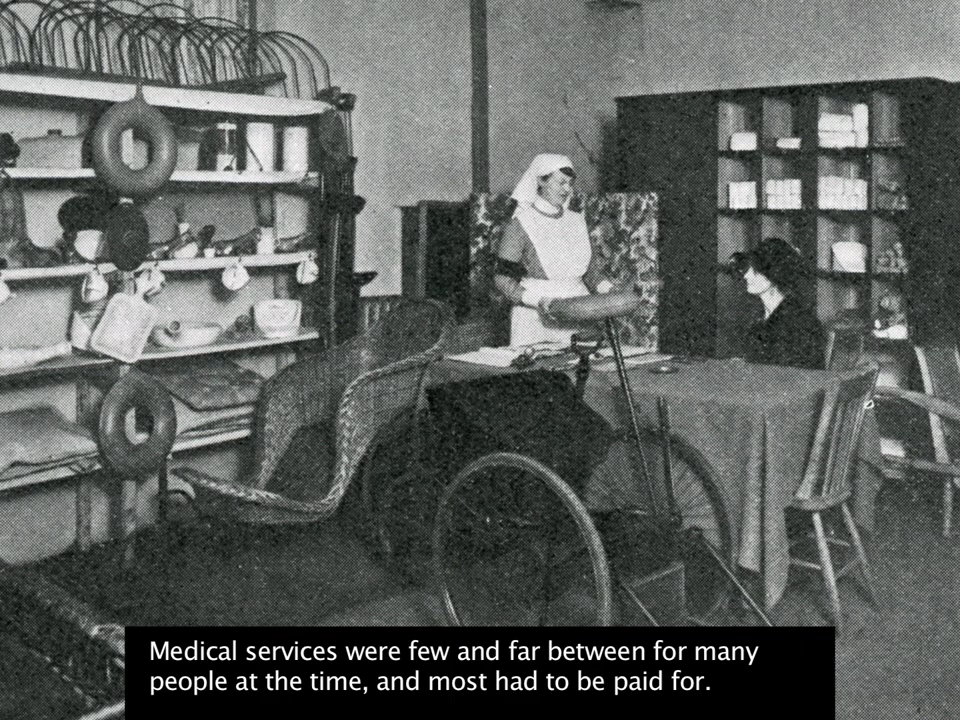 Medical services were few and far between for many
people at the time, and most had to be paid for.